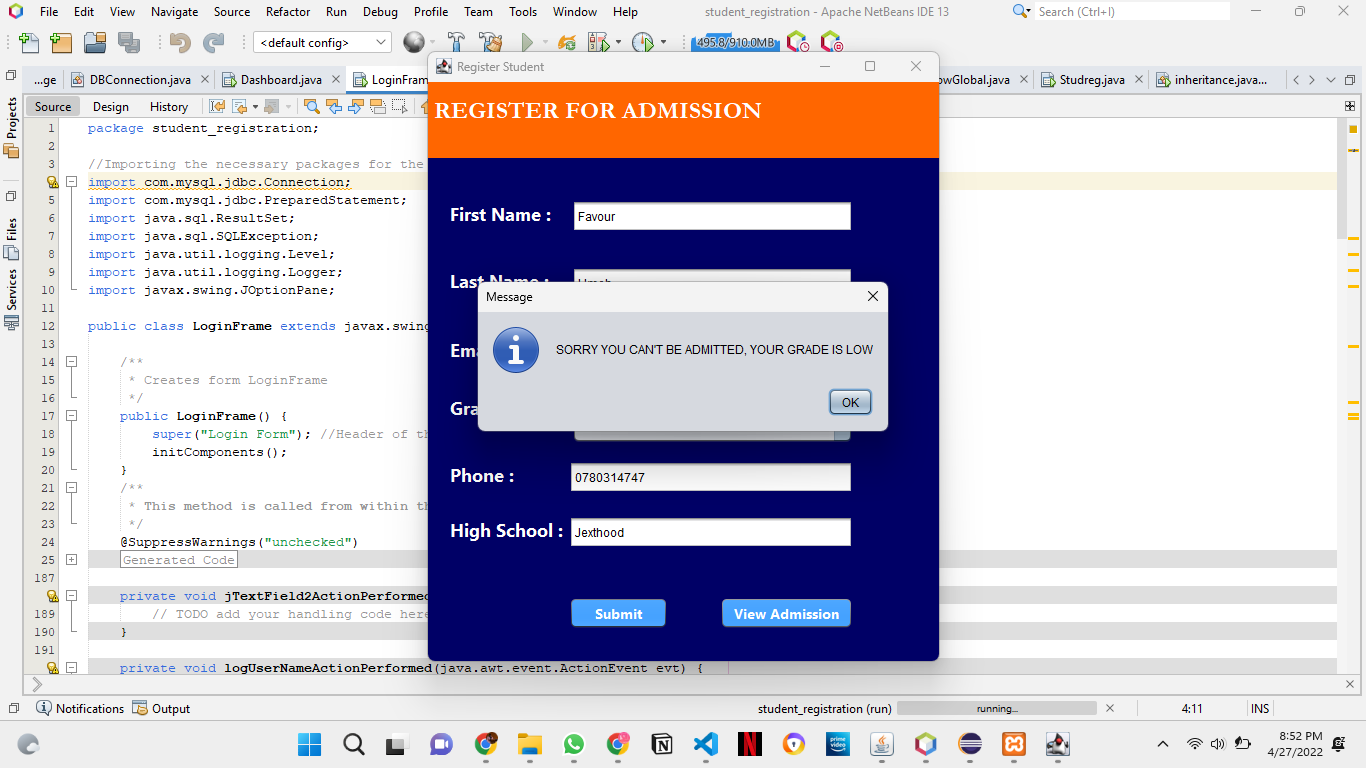 File Edit View Navigate Source Refactor Run Debug Profile Team Tools Window Help
student_registration - Apache NetBeans IDE 13
Search (Ctrl+I)
<default config>
495.8/910.0MB
...ge
DBConnection.java
Dashboard.java
LoginFram
owGlobal.java
Studreg.java
inheritance.java...
Source Design History
Projects
Files
Services
1 package student_registration;
2
3 //Importing the necessary packages for the
import com.mysql.jdbc.Connection;
5 import com.mysql.jdbc.PreparedStatement;
6 import java.sql.ResultSet;
7 import java.sql.SQLException;
8 import java.util.logging.Level;
9 import java.util.logging.Logger;
10 import javax.swing.JOptionPane;
11
12 public class LoginFrame extends javax.swing
13
14 /**
15 * Creates form LoginFrame
16 */
17 public LoginFrame() {
18 super("Login Form"); //Header of th
19 initComponents();
20 }
21 /**
22 * This method is called from within th
23 */
24 @SuppressWarnings("unchecked")
25 Generated Code
187
private void jTextField2ActionPerformed
189 // TODO add your handling code here
190 }
191
private void logUserNameActionPerformed(java.awt.event.ActionEvent evt) {
Register Student
REGISTER FOR ADMISSION
First Name : Favour
Last Name :
Ema
Gra
Phone : 0780314747
High School : Jexthood
Submit
View Admission
Message
SORRY YOU CAN'T BE ADMITTED, YOUR GRADE IS LOW
OK
Notifications
Output
student_registration (run)
running...
4:11
INS
prime video
8:52 PM
4/27/2022